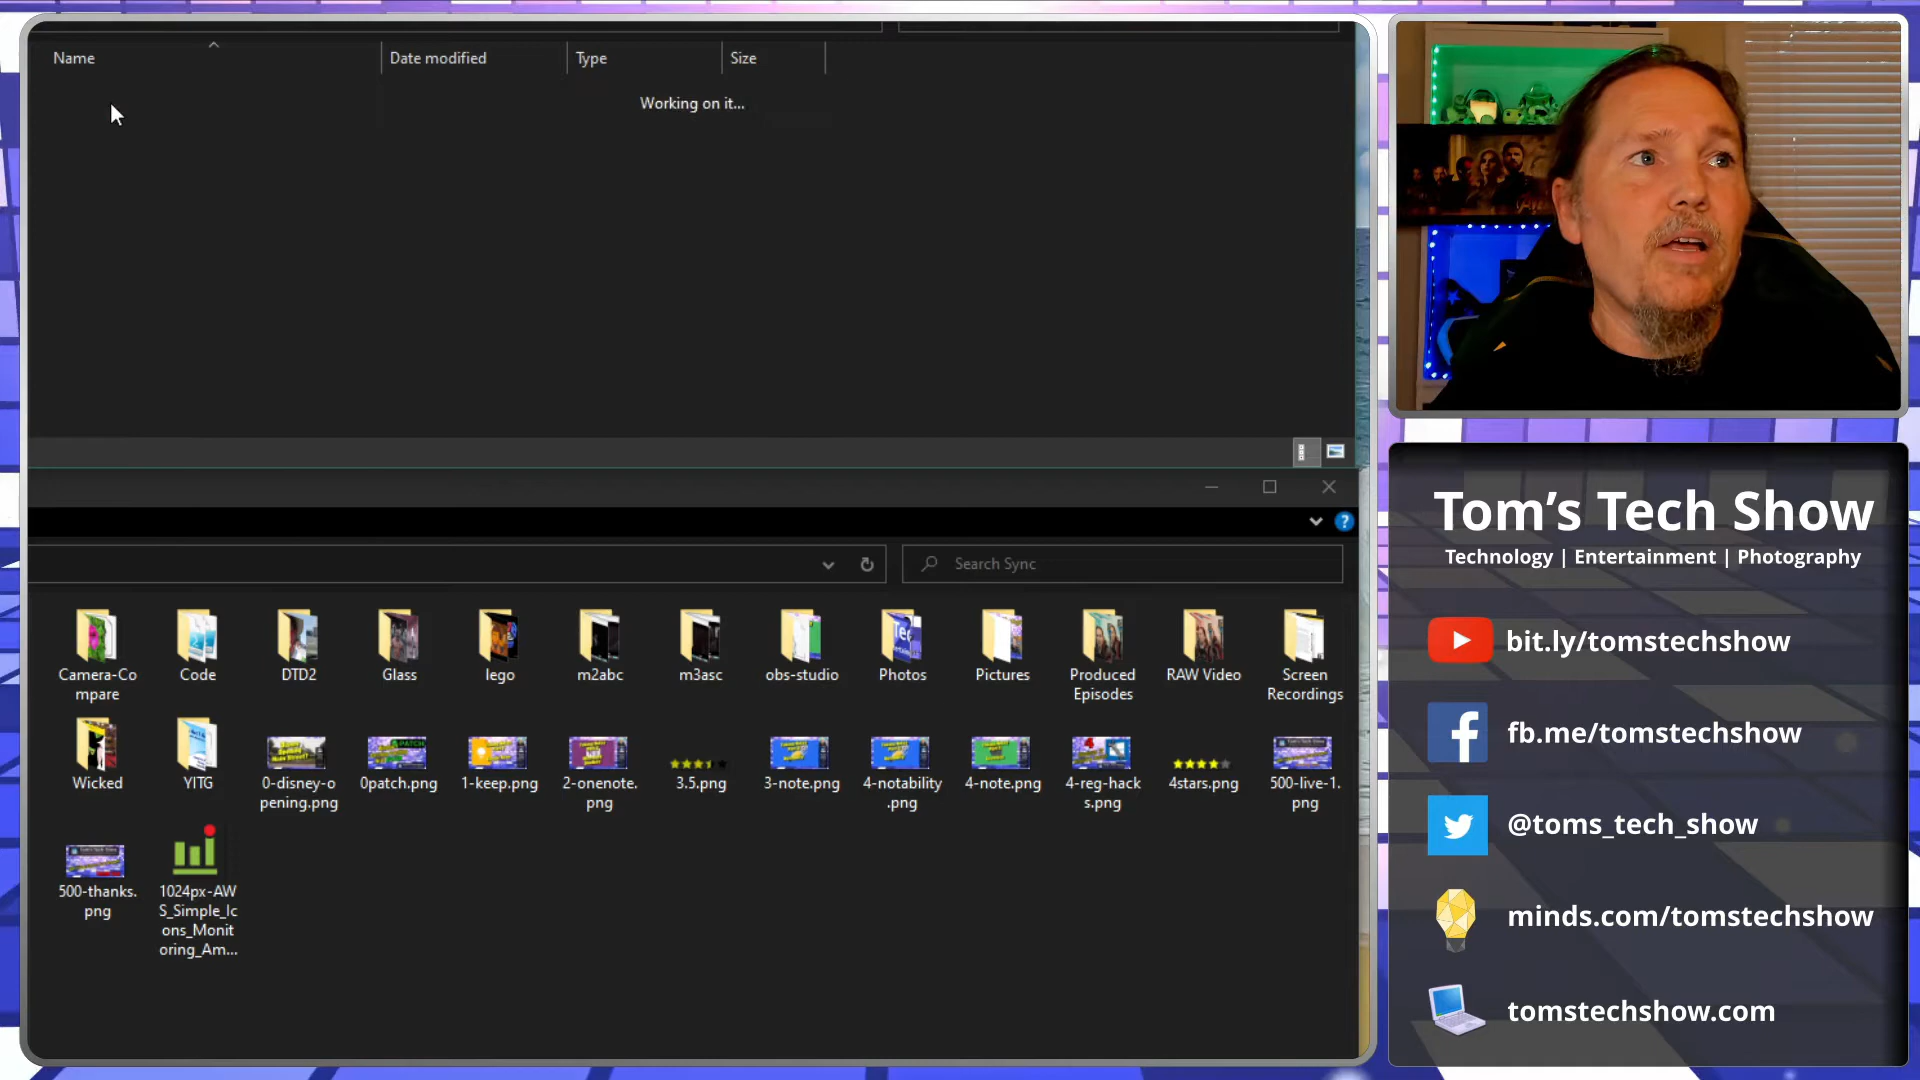 Name
Date modified
Type
Size
Working on it...
Search Sync
Camera-Co
mpare
Code
DTD2
Glass
lego
m2abc
m3asc
obs-studio
Photos
Pictures
Produced
Episodes
RAW Video
Screen
Recordings
Wicked
YITG
0-disney-o
pening.png
0patch.png
1-keep.png
2-onenote.
png
3.5.png
3-note.png
4-notability
.png
4-note.png
4-reg-hack
s.png
4stars.png
500-live-1.
png
500-thanks.
png
1024px-AW
S_Simple_Ic
ons_Monit
oring_Am...
Tom's Tech Show
Technology | Entertainment | Photography
bit.ly/tomstechshow
fb.me/tomstechshow
@toms_tech_show
minds.com/tomstechshow
tomstechshow.com